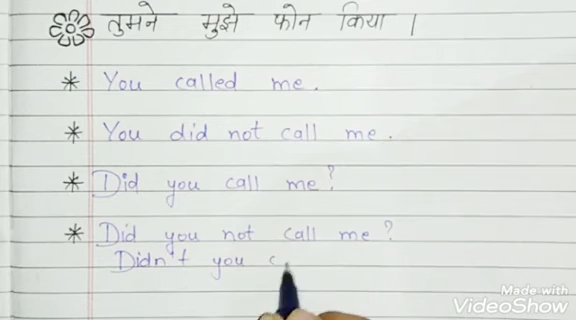 तुमने मुझे फोन किया ।
* You called me.
* You did not call me.
* Did you call me?
* Did you not call me?
Didn't you c
Made with
VideoShow